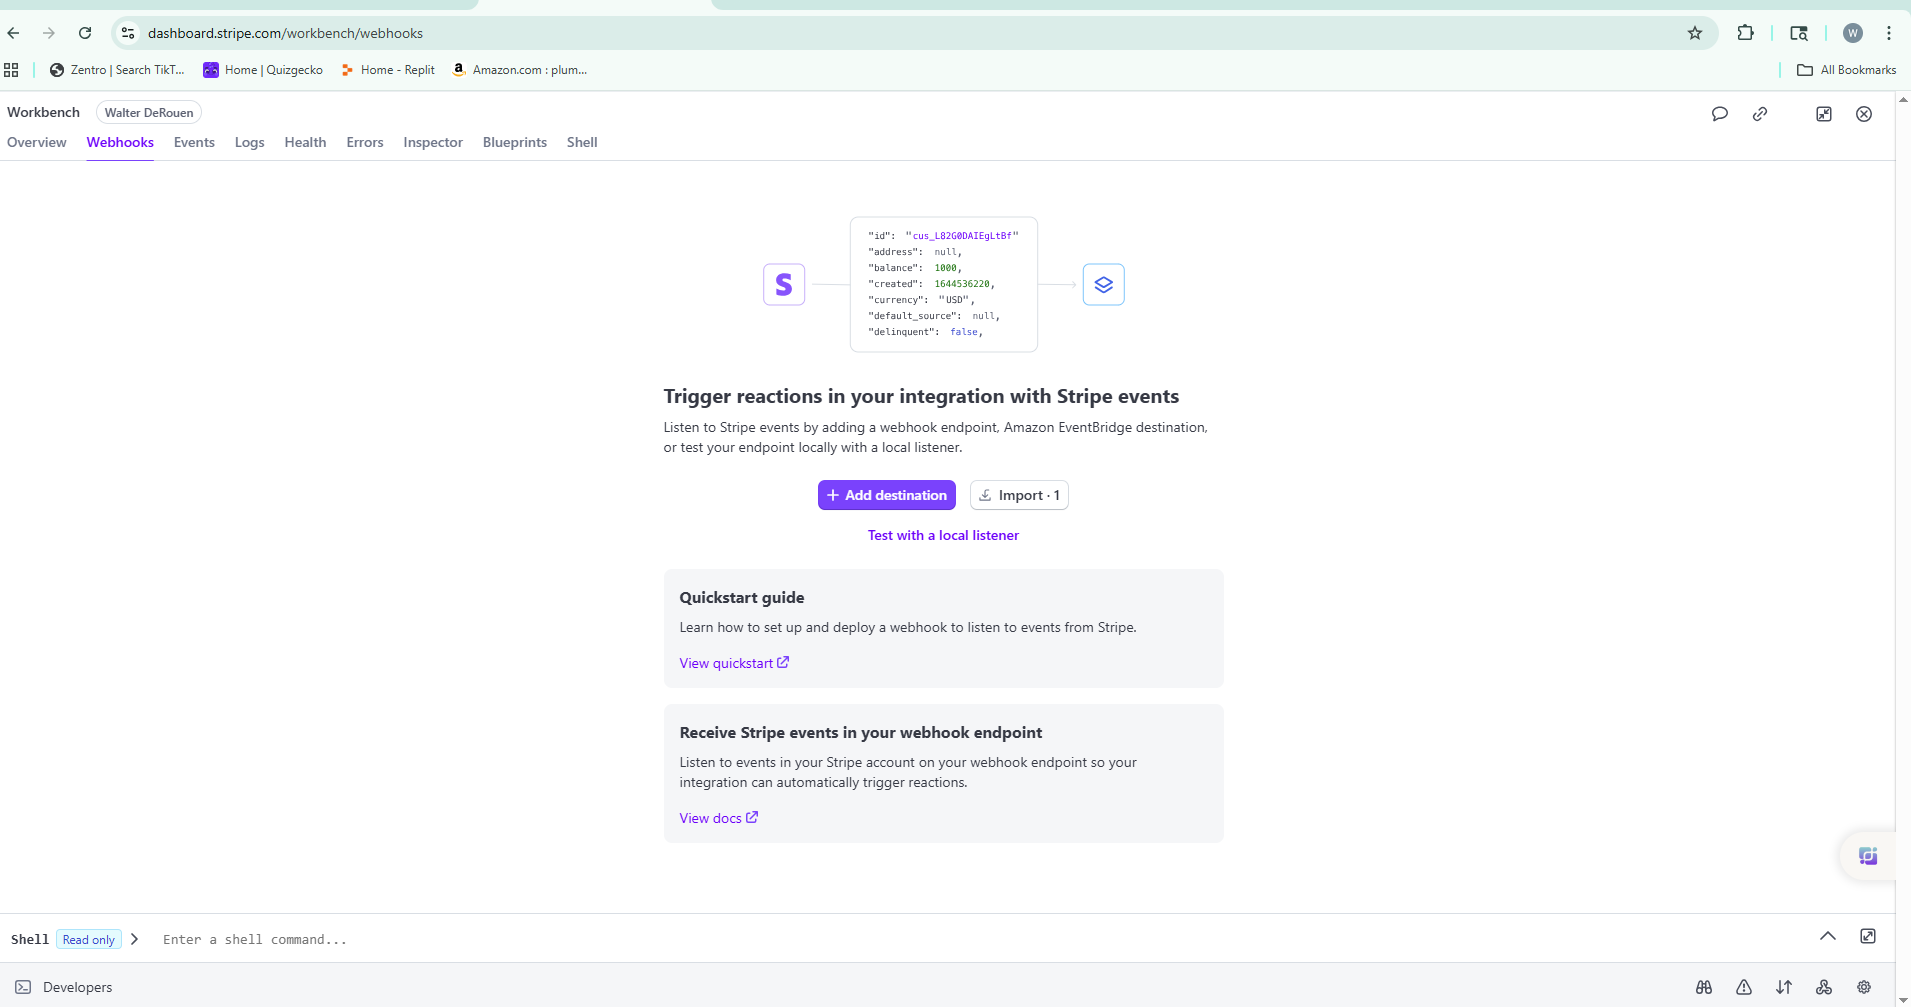 dashboard.stripe.com/workbench/webhooks
W
Zentro | Search TikT...
Home | Quizgecko
Home - Replit
Amazon.com : plum...
All Bookmarks
Workbench
Walter DeRouen
Overview
Webhooks
Events
Logs
Health
Errors
Inspector
Blueprints
Shell
"id": "cus_L82G0DAIEgLtBf"
"address": null,
"balance": 1000,
"created": 1644536220,
"currency": "USD",
"default_source": null,
"delinquent": false,
S
Trigger reactions in your integration with Stripe events
Listen to Stripe events by adding a webhook endpoint, Amazon EventBridge destination,
or test your endpoint locally with a local listener.
+ Add destination
Import · 1
Test with a local listener
Quickstart guide
Learn how to set up and deploy a webhook to listen to events from Stripe.
View quickstart
Receive Stripe events in your webhook endpoint
Listen to events in your Stripe account on your webhook endpoint so your
integration can automatically trigger reactions.
View docs
Shell
Read only
Enter a shell command...
Developers